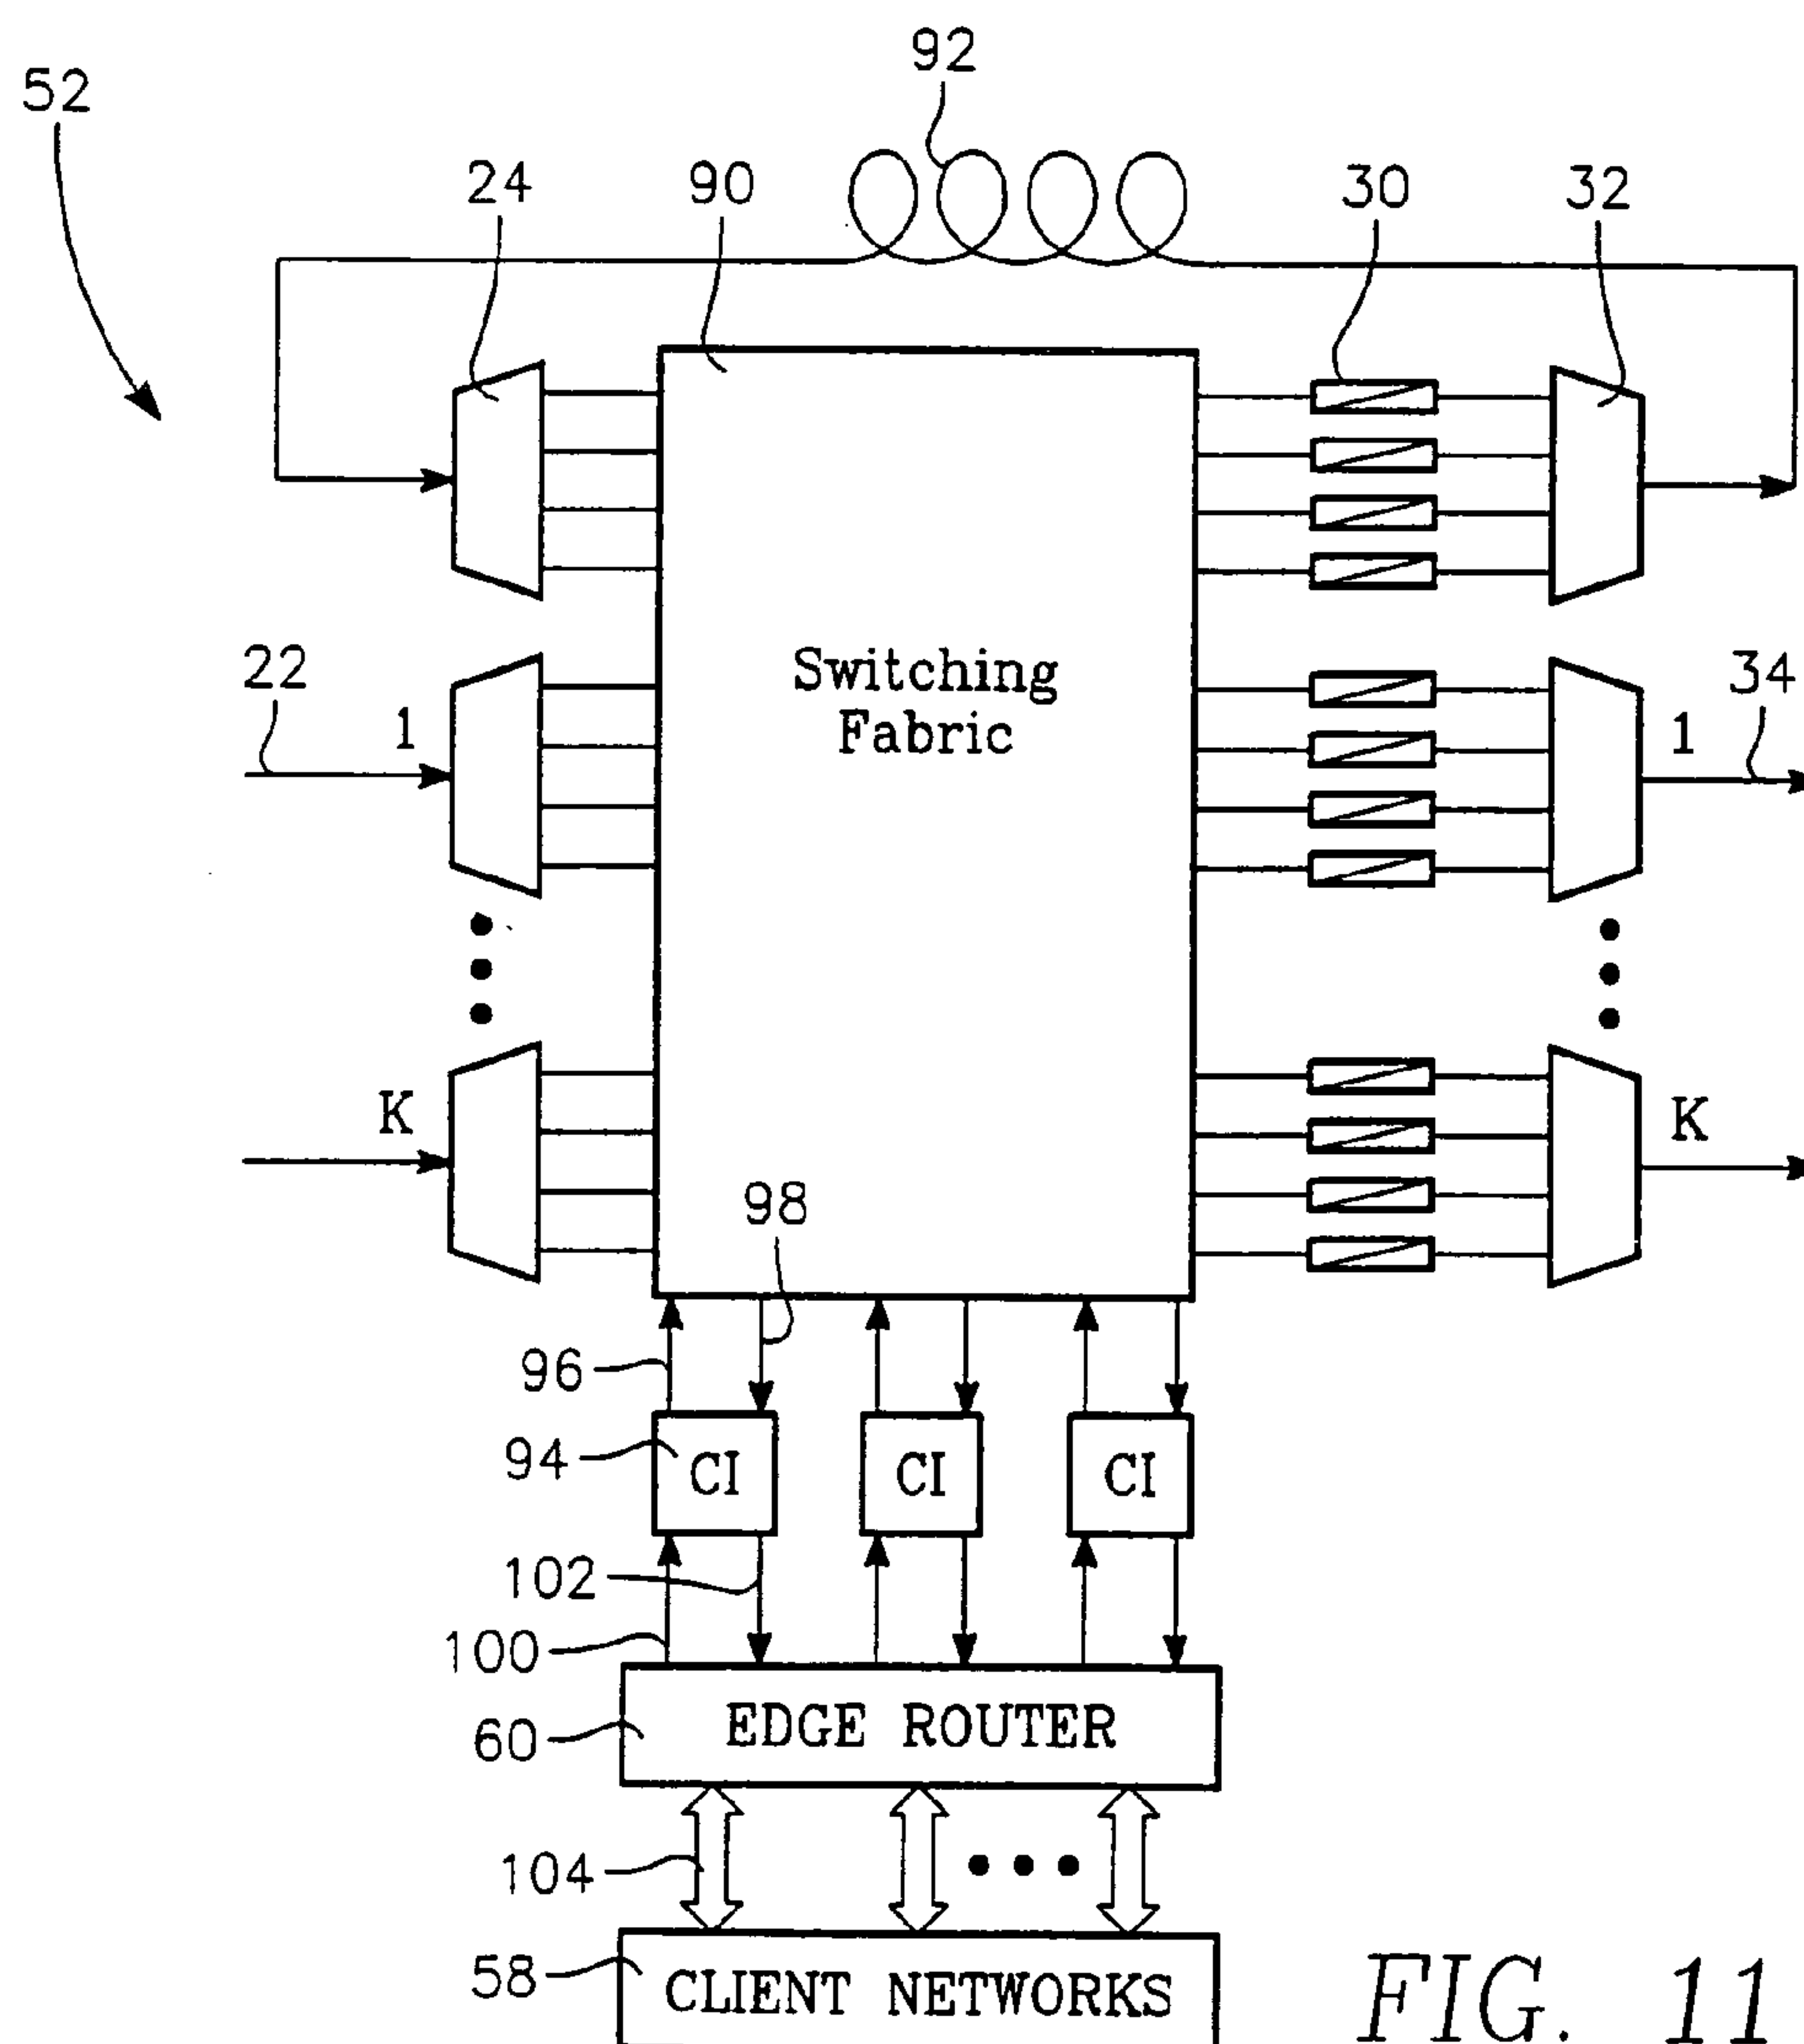 92
52
24
90
30
32
22
1
Switching
Fabric
1
34
K
K
98
96
94
CI
CI
CI
102
100
60
EDGE ROUTER
104
58
CLIENT NETWORKS
FIG. 11